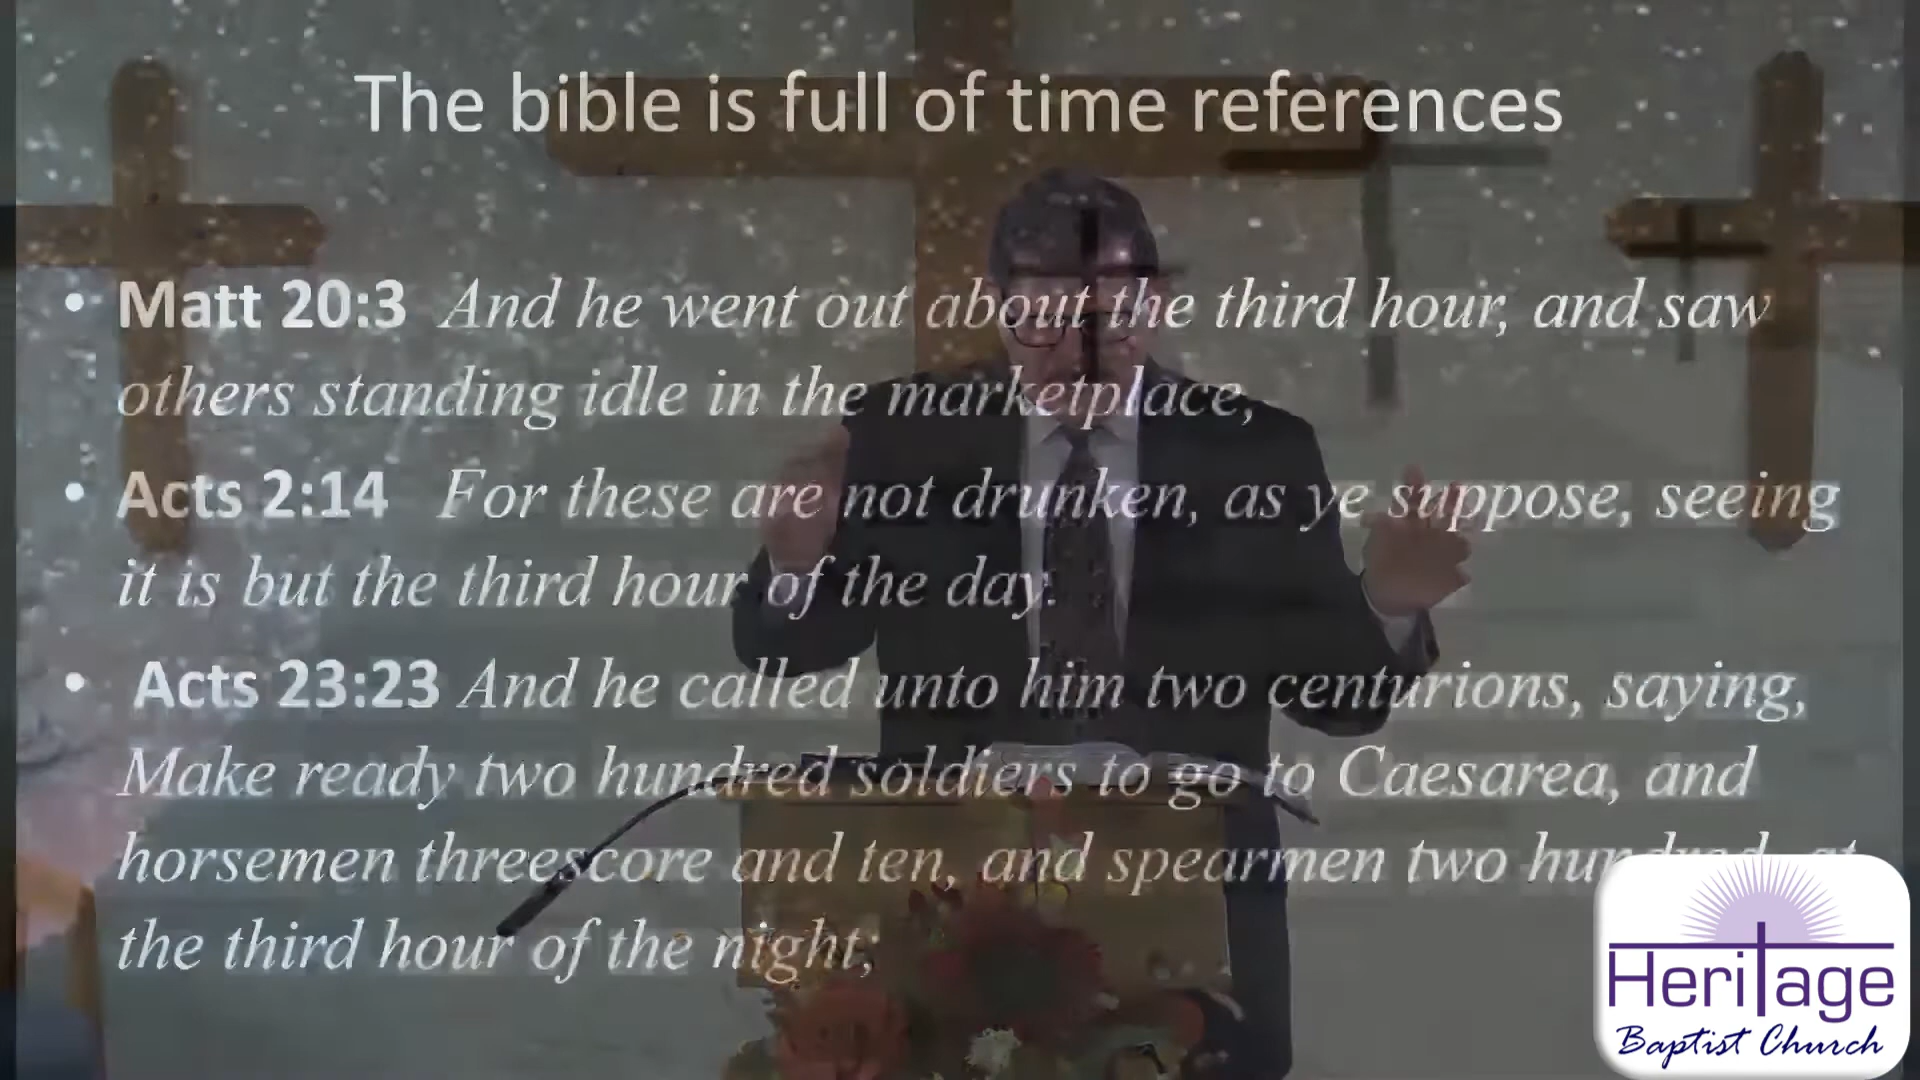 The bible is full of time references
• Matt 20:3 And he went out about the third hour, and saw
others standing idle in the marketplace,
• Acts 2:14 For these are not drunken, as ye suppose, seeing
it is but the third hour of the day.
• Acts 23:23 And he called unto him two centurions, saying,
Make ready two hundred soldiers to go to Caesarea, and
horsemen threescore and ten, and spearmen two hundred, at
the third hour of the night;
Heritage
Baptist Church